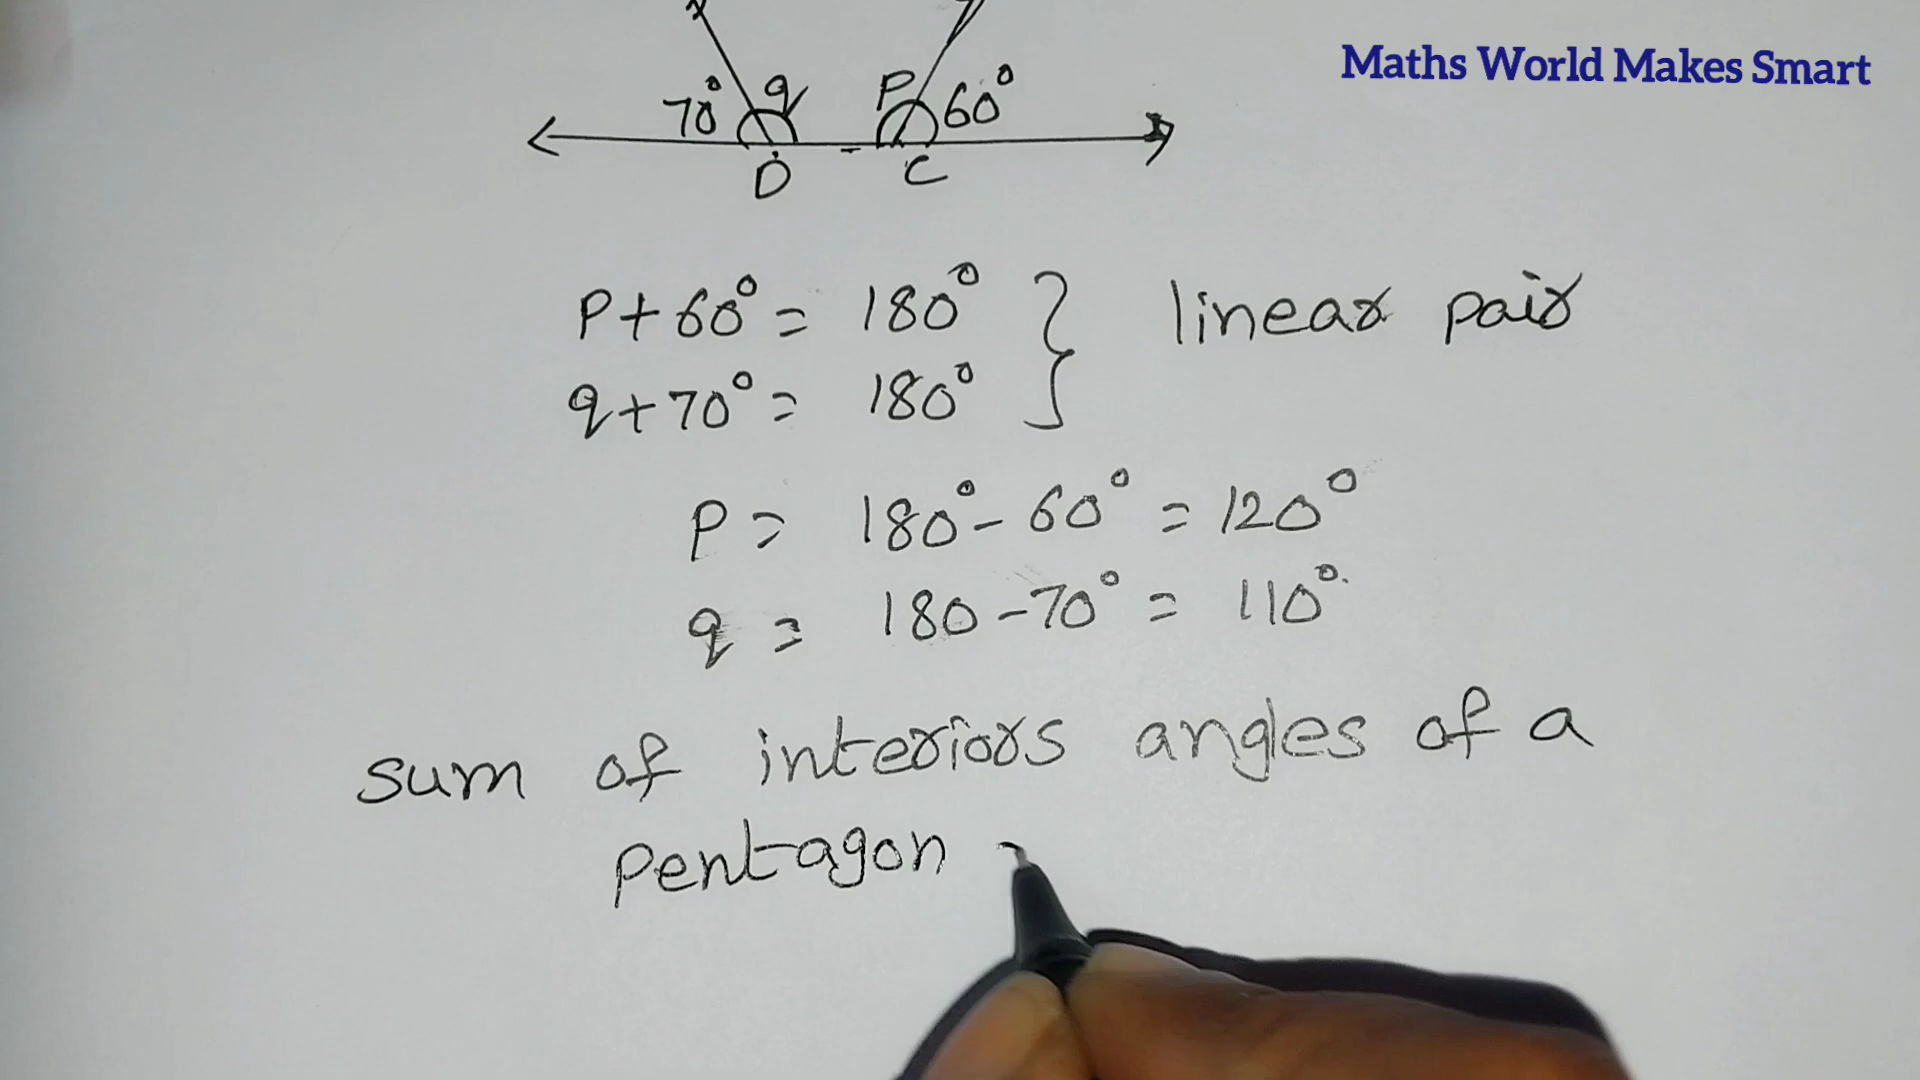 Maths World Makes Smart
70° q P 60°
D C
P+60° = 180° } linear pair
q+70° = 180°
P = 180° - 60° = 120°
q = 180 - 70° = 110°.
sum of interiors angles of a
pentagon